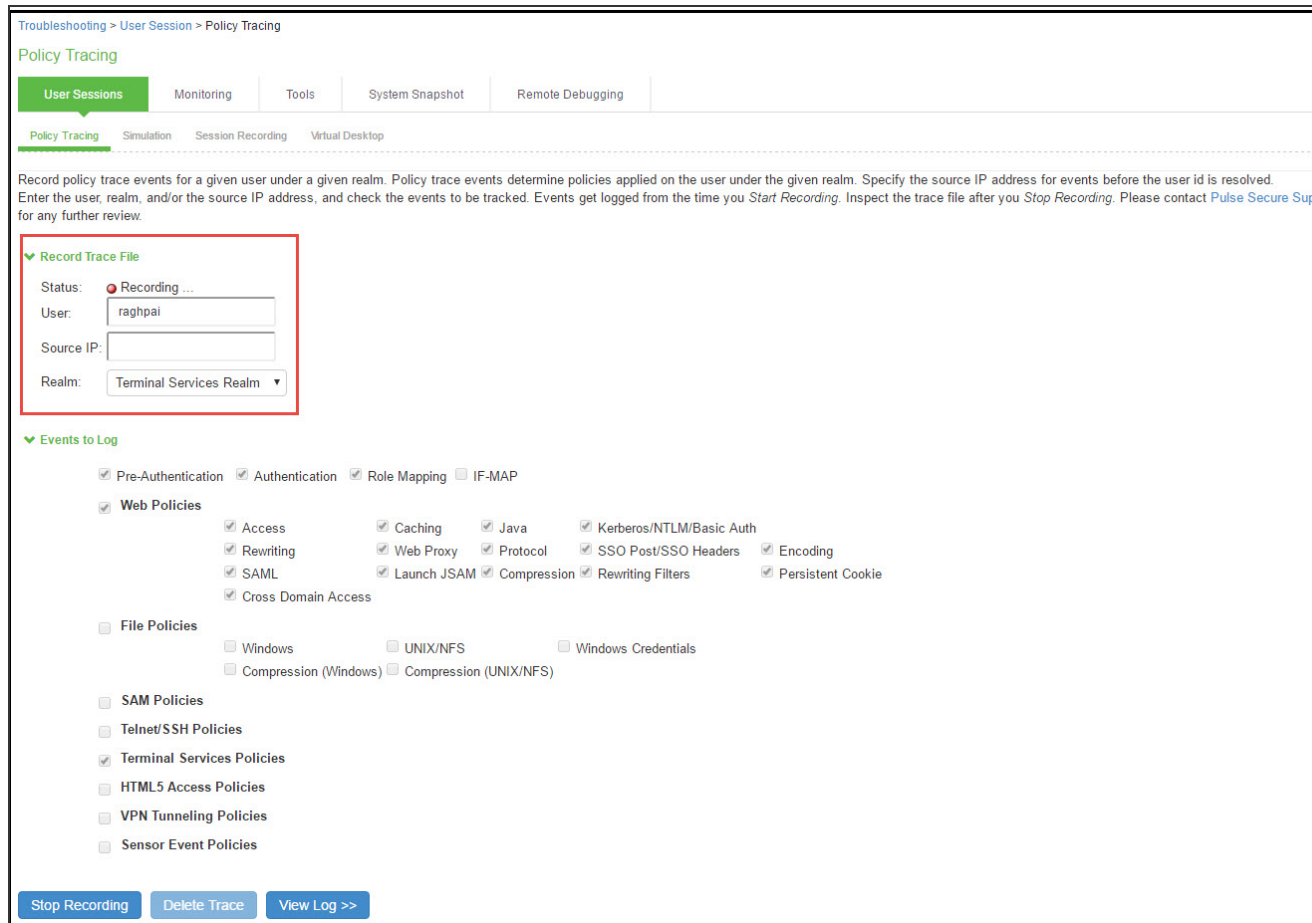 Troubleshooting > User Session > Policy Tracing
Policy Tracing
User Sessions Monitoring Tools System Snapshot Remote Debugging
Policy Tracing Simulation Session Recording Virtual Desktop
Record policy trace events for a given user under a given realm. Policy trace events determine policies applied on the user under the given realm. Specify the source IP address for events before the user id is resolved.
Enter the user, realm, and/or the source IP address, and check the events to be tracked. Events get logged from the time you Start Recording. Inspect the trace file after you Stop Recording. Please contact Pulse Secure Sup
for any further review.
Record Trace File
Status: Recording ...
User: raghpai
Source IP:
Realm: Terminal Services Realm
Events to Log
Pre-Authentication Authentication Role Mapping IF-MAP
Web Policies
Access Caching Java Kerberos/NTLM/Basic Auth
Rewriting Web Proxy Protocol SSO Post/SSO Headers Encoding
SAML Launch JSAM Compression Rewriting Filters Persistent Cookie
Cross Domain Access
File Policies
Windows UNIX/NFS Windows Credentials
Compression (Windows) Compression (UNIX/NFS)
SAM Policies
Telnet/SSH Policies
Terminal Services Policies
HTML5 Access Policies
VPN Tunneling Policies
Sensor Event Policies
Stop Recording Delete Trace View Log >>